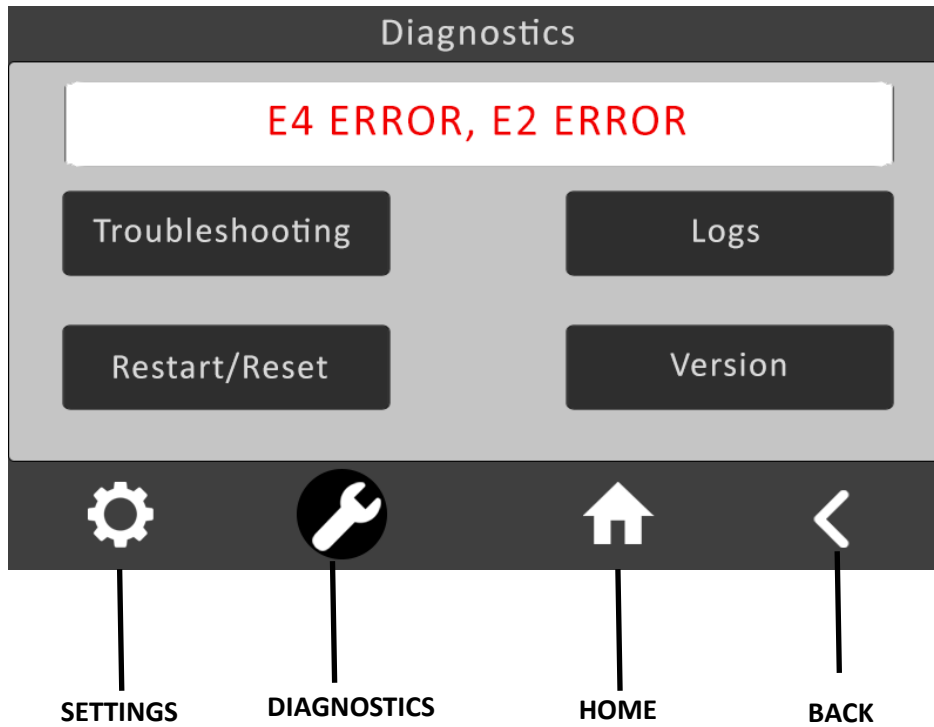 Diagnostics
E4 ERROR, E2 ERROR
Troubleshooting
Logs
Restart/Reset
Version
SETTINGS
DIAGNOSTICS
HOME
BACK